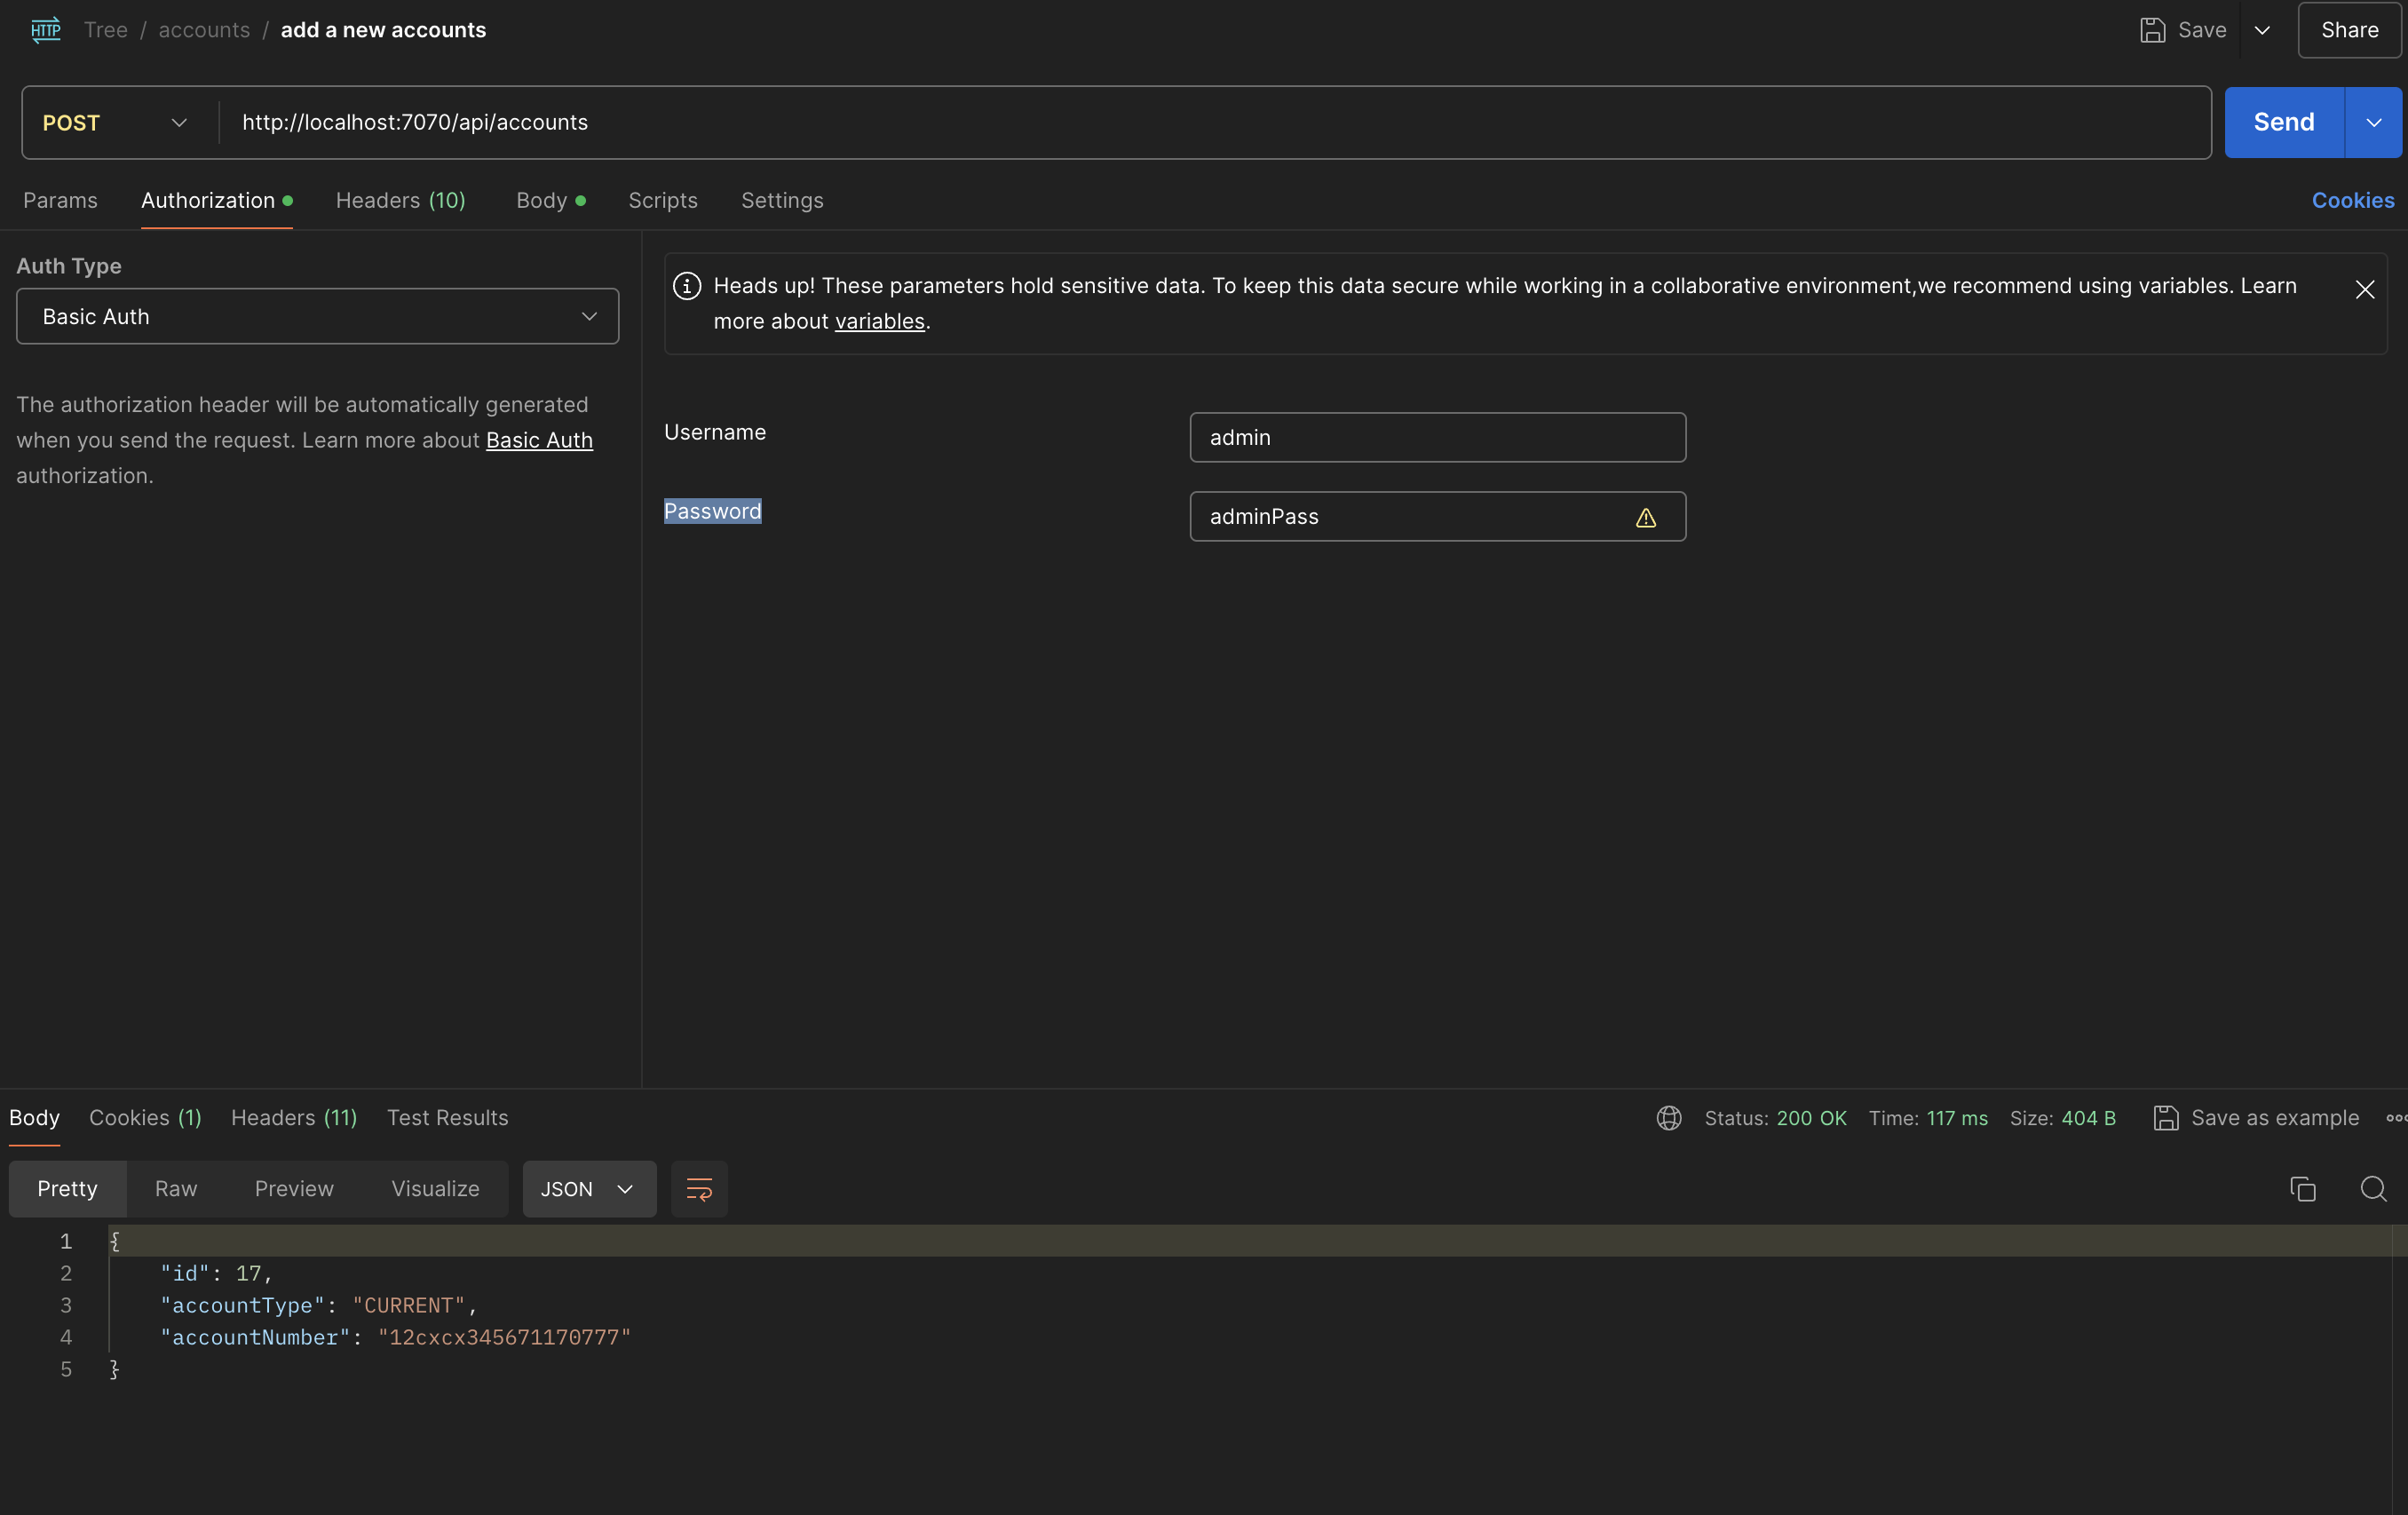 HTTP Tree / accounts / add a new accounts Save Share
POST http://localhost:7070/api/accounts Send
Params Authorization Headers (10) Body Scripts Settings Cookies
Auth Type
Basic Auth
The authorization header will be automatically generated
when you send the request. Learn more about Basic Auth
authorization.
Heads up! These parameters hold sensitive data. To keep this data secure while working in a collaborative environment,we recommend using variables. Learn
more about variables.
Username admin
Password adminPass
Body Cookies (1) Headers (11) Test Results Status: 200 OK Time: 117 ms Size: 404 B Save as example
Pretty Raw Preview Visualize JSON
1 {
2 "id": 17,
3 "accountType": "CURRENT",
4 "accountNumber": "12cxcx345671170777"
5 }